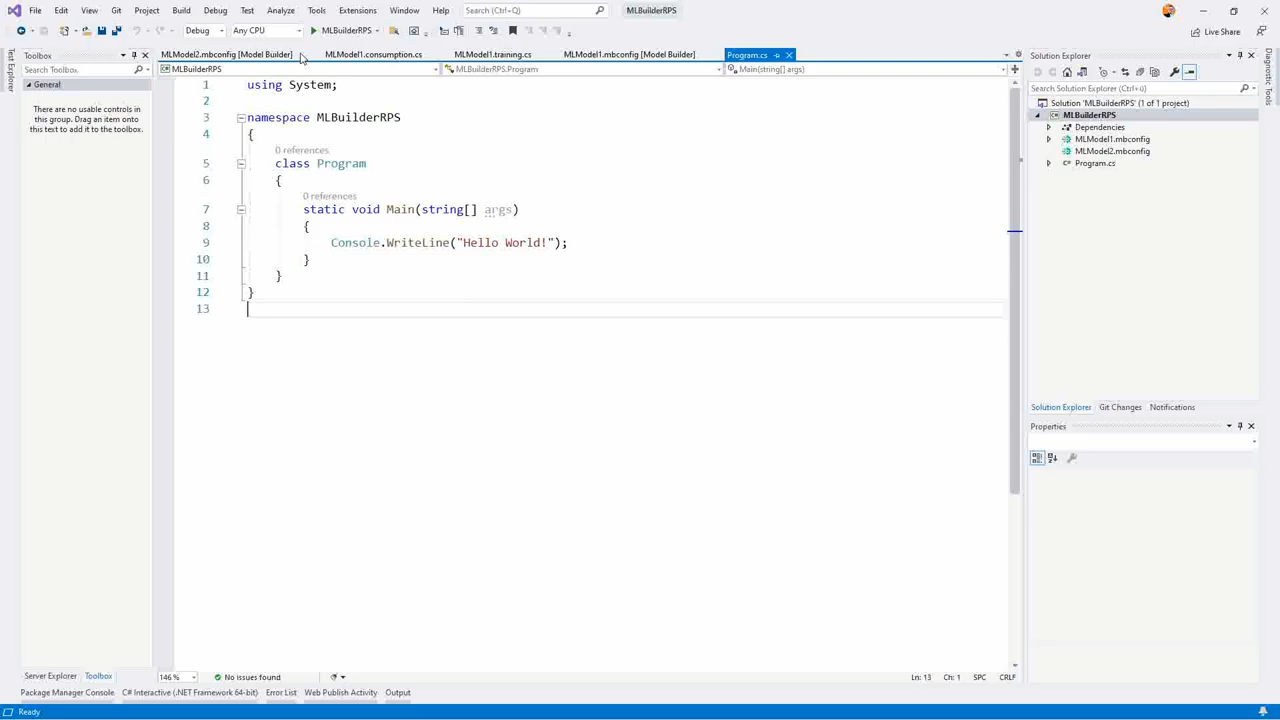 File Edit View Git Project Build Debug Test Analyze Tools Extensions Window Help Search (Ctrl+Q) MLBuilderRPS
Debug Any CPU MLBuilderRPS Live Share
Test Explorer
Toolbox
Search Toolbox
General
There are no usable controls in
this group. Drag an item onto
this text to add it to the toolbox.
Server Explorer Toolbox
MLModel2.mbconfig [Model Builder] MLModel1.consumption.cs MLModel1.training.cs MLModel1.mbconfig [Model Builder] Program.cs
MLBuilderRPS MLBuilderRPS.Program Main(string[] args)
1 using System;
2
3 namespace MLBuilderRPS
4 {
0 references
5 class Program
6 {
0 references
7 static void Main(string[] args)
8 {
9 Console.WriteLine("Hello World!");
10 }
11 }
12 }
13
146 % No issues found Ln: 13 Ch: 1 SPC CRLF
Solution Explorer
Search Solution Explorer (Ctrl+ü)
Solution 'MLBuilderRPS' (1 of 1 project)
MLBuilderRPS
Dependencies
MLModel1.mbconfig
MLModel2.mbconfig
Program.cs
Solution Explorer Git Changes Notifications
Properties
Diagnostic Tools
Package Manager Console C# Interactive (.NET Framework 64-bit) Error List Web Publish Activity Output
Ready